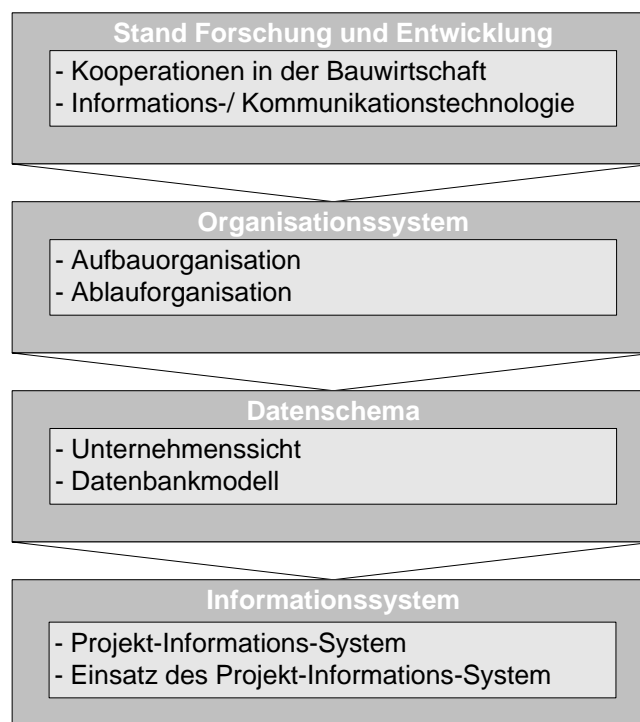 Stand Forschung und Entwicklung
- Kooperationen in der Bauwirtschaft
- Informations-/ Kommunikationstechnologie
Organisationssystem
- Aufbauorganisation
- Ablauforganisation
Datenschema
- Unternehmenssicht
- Datenbankmodell
Informationssystem
- Projekt-Informations-System
- Einsatz des Projekt-Informations-System